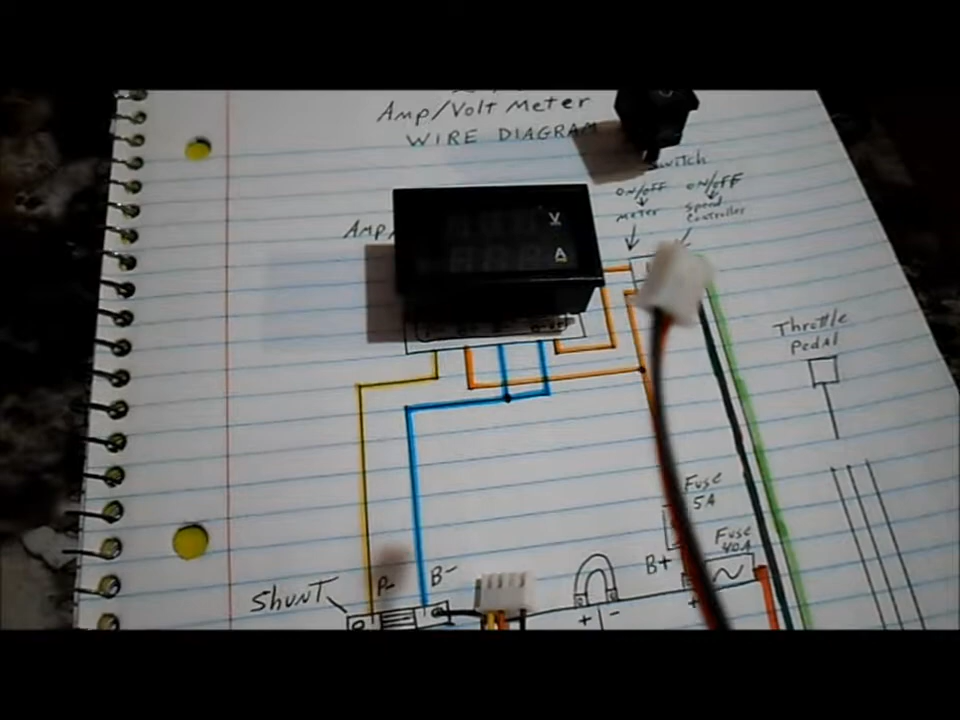 Amp/Volt Meter
WIRE DIAGRAM
switch
ON/OFF ON/OFF
Meter Speed
Controller
Amp
V
A
Throttle
Pedal
Fuse
5A
Fuse
40A
B+
SHUNT
P-
B-
+ -
+